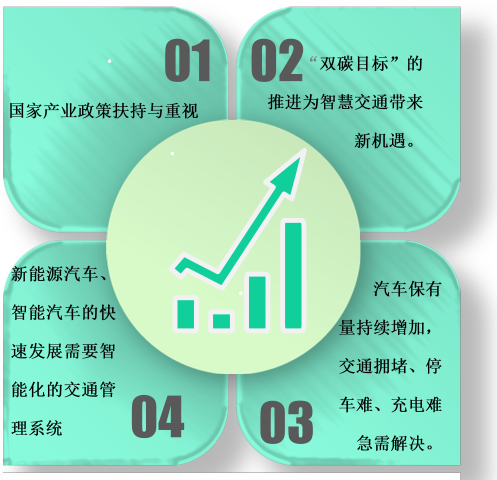 01
国家产业政策扶持与重视
02
“双碳目标”的
推进为智慧交通带来
新机遇。
新能源汽车、
智能汽车的快
速发展需要智
能化的交通管
理系统
04
汽车保有
量持续增加，
交通拥堵、停
车难、充电难
急需解决。
03